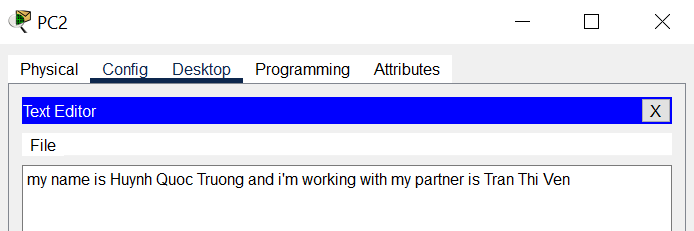 PC2
Physical Config Desktop Programming Attributes
Text Editor X
File
my name is Huynh Quoc Truong and i'm working with my partner is Tran Thi Ven